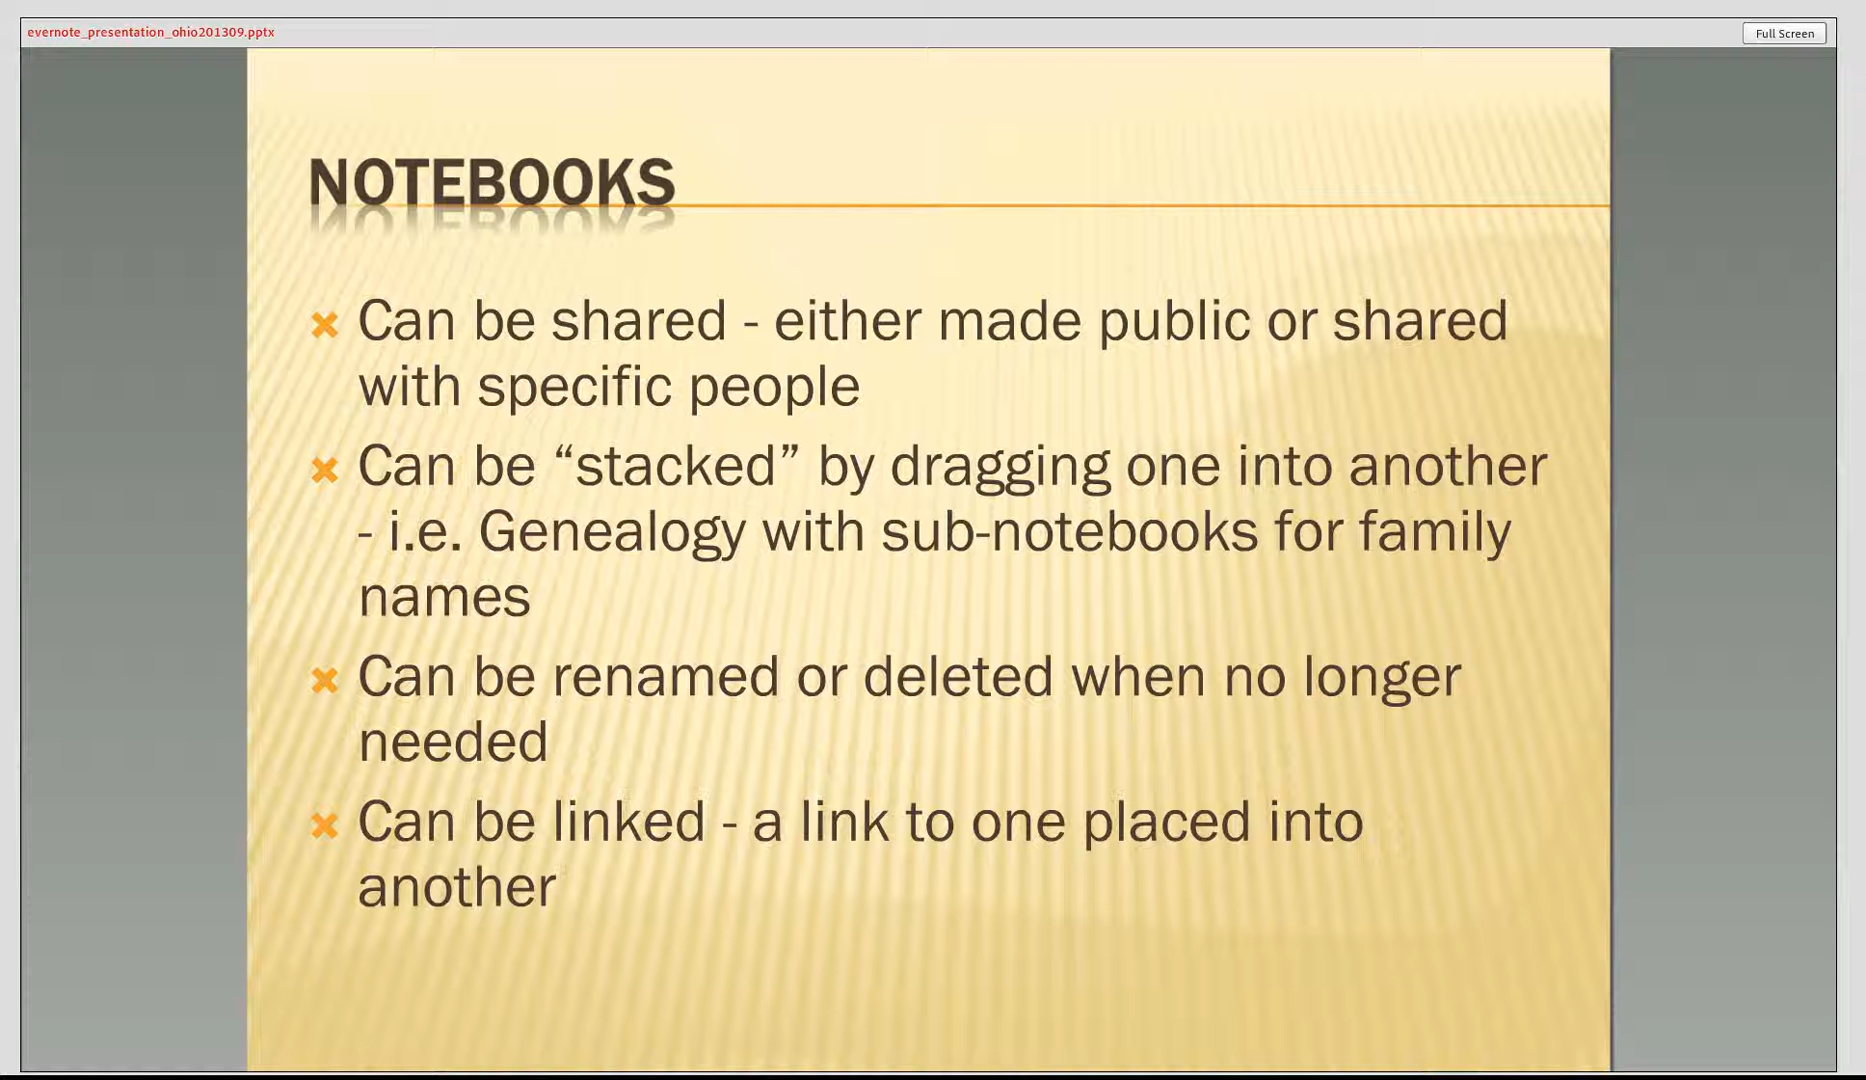 evernote_presentation_ohio201309.pptx
Full Screen
NOTEBOOKS
Can be shared - either made public or shared
with specific people
Can be “stacked” by dragging one into another
- i.e. Genealogy with sub-notebooks for family
names
Can be renamed or deleted when no longer
needed
Can be linked - a link to one placed into
another